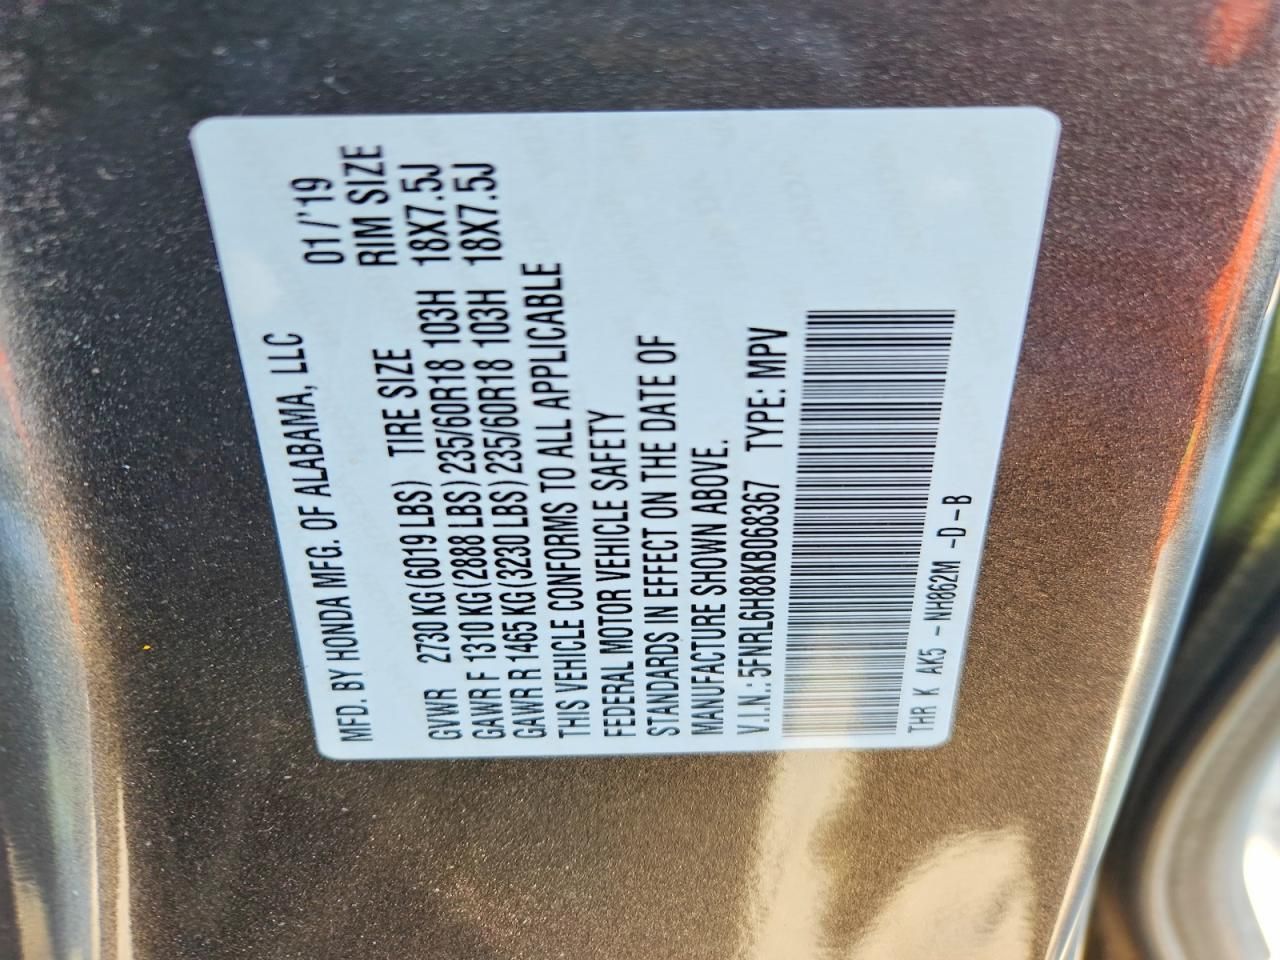 MFD. BY HONDA MFG. OF ALABAMA, LLC 01/'19
TIRE SIZE RIM SIZE
GVWR 2730 KG(6019 LBS)
GAWR F 1310 KG(2888 LBS) 235/60R18 103H 18X7.5J
GAWR R 1465 KG(3230 LBS) 235/60R18 103H 18X7.5J
THIS VEHICLE CONFORMS TO ALL APPLICABLE
FEDERAL MOTOR VEHICLE SAFETY
STANDARDS IN EFFECT ON THE DATE OF
MANUFACTURE SHOWN ABOVE.
V.I.N.: 5FNRL6H88KB068367 TYPE: MPV
THR K AK5 - NH862M -D-B